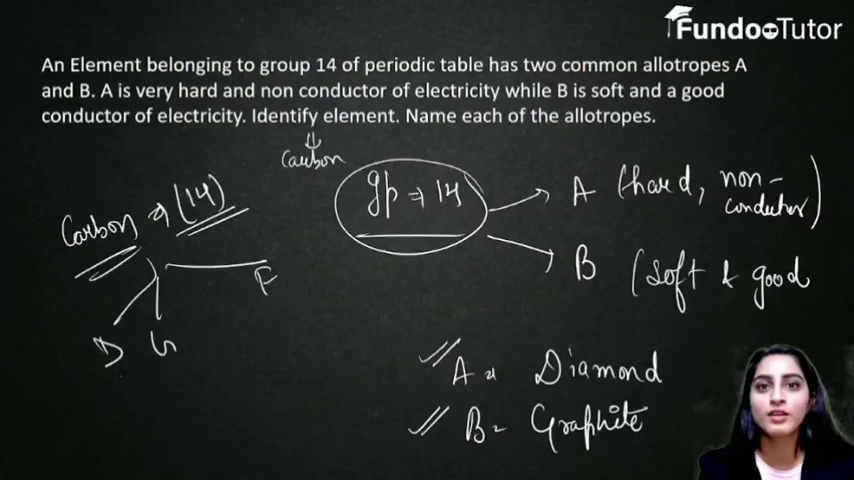 FundooTutor
An Element belonging to group 14 of periodic table has two common allotropes A
and B. A is very hard and non conductor of electricity while B is soft and a good
conductor of electricity. Identify element. Name each of the allotropes.
Carbon
Carbon ⇒ (14)
D G F
gp ⇒ 14
A (hard, non-
conductor)
B (soft & good
A = Diamond
B = Graphite